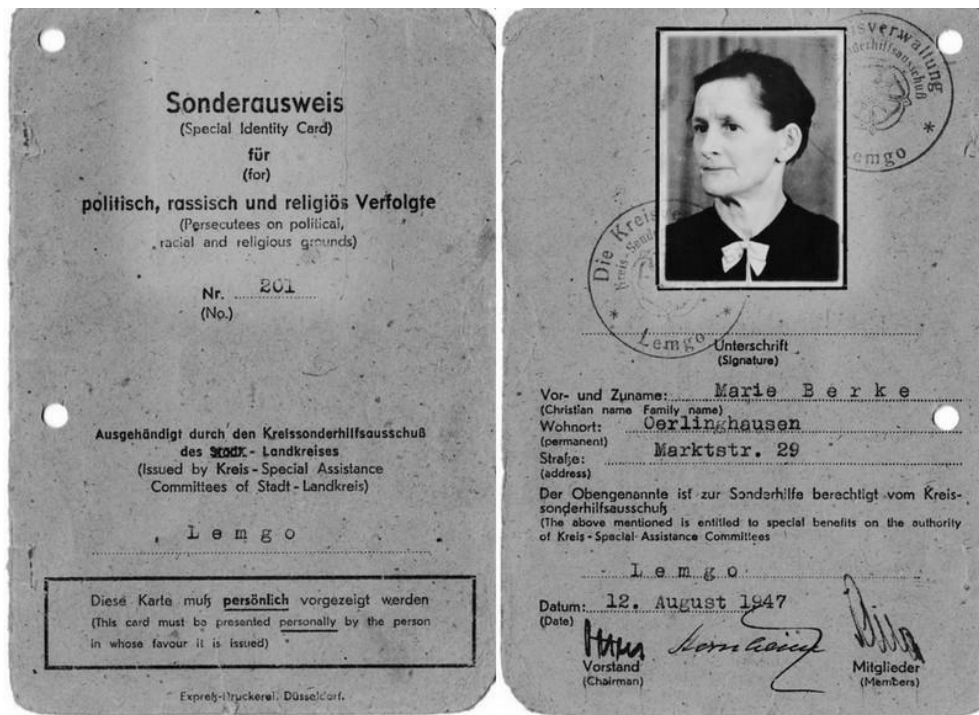 Sonderausweis
(Special Identity Card)
für
(for)
politisch, rassisch und religiös Verfolgte
(Persecutees on political,
racial and religious grounds)
Nr. 201
(No.)
Ausgehändigt durch den Kreissonderhilfsausschuß
des Stadt - Landkreises
(Issued by Kreis - Special Assistance
Committees of Stadt - Landkreis)
Lemgo
Diese Karte muß persönlich vorgezeigt werden
(This card must be presented personally by the person
in whose favour it is issued)
Expreß-Druckerei, Düsseldorf.
Lemgo
Die Kreis
Lemgo
Unterschrift
(Signature)
Vor- und Zuname: Marie Berke
(Christian name Family name)
Wohnort: Oerlinghausen
(permanent)
Straße: Marktstr. 29
(address)
Der Obengenannte ist zur Sonderhilfe berechtigt vom Kreis-
sonderhilfsausschuß
(The above mentioned is entitled to special benefits on the authority
of Kreis - Special - Assistance Committees
Lemgo
Datum: 12. August 1947
(Date)
Vorstand
(Chairman)
Mitglieder
(Members)